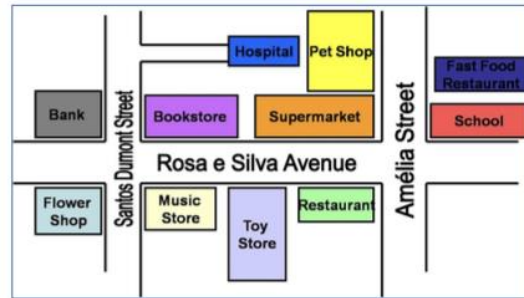 Hospital
Pet Shop
Fast Food
Restaurant
Bank
Santos Dumont Street
Bookstore
Supermarket
Amélia Street
School
Rosa e Silva Avenue
Flower
Shop
Music
Store
Toy
Store
Restaurant